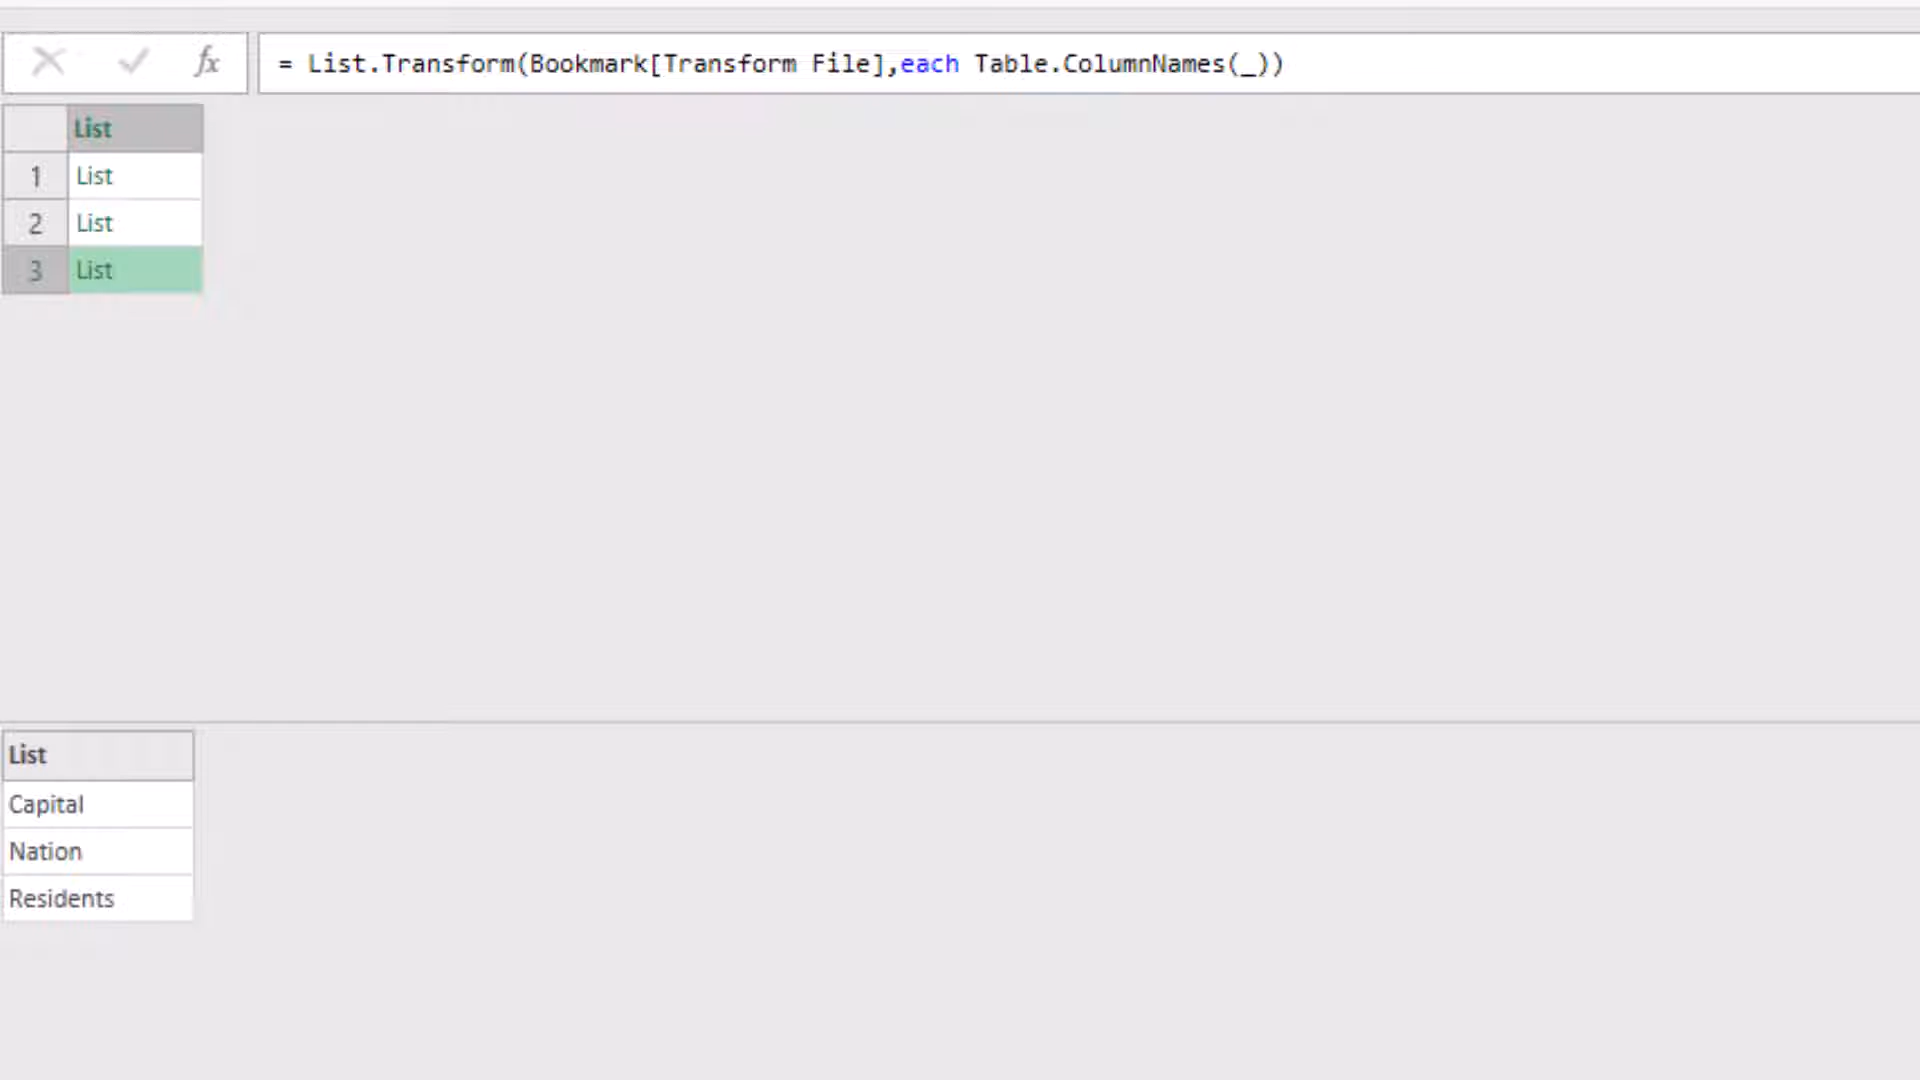 fx
= List.Transform(Bookmark[Transform File],each Table.ColumnNames(_))
List
1 List
2 List
3 List
List
Capital
Nation
Residents